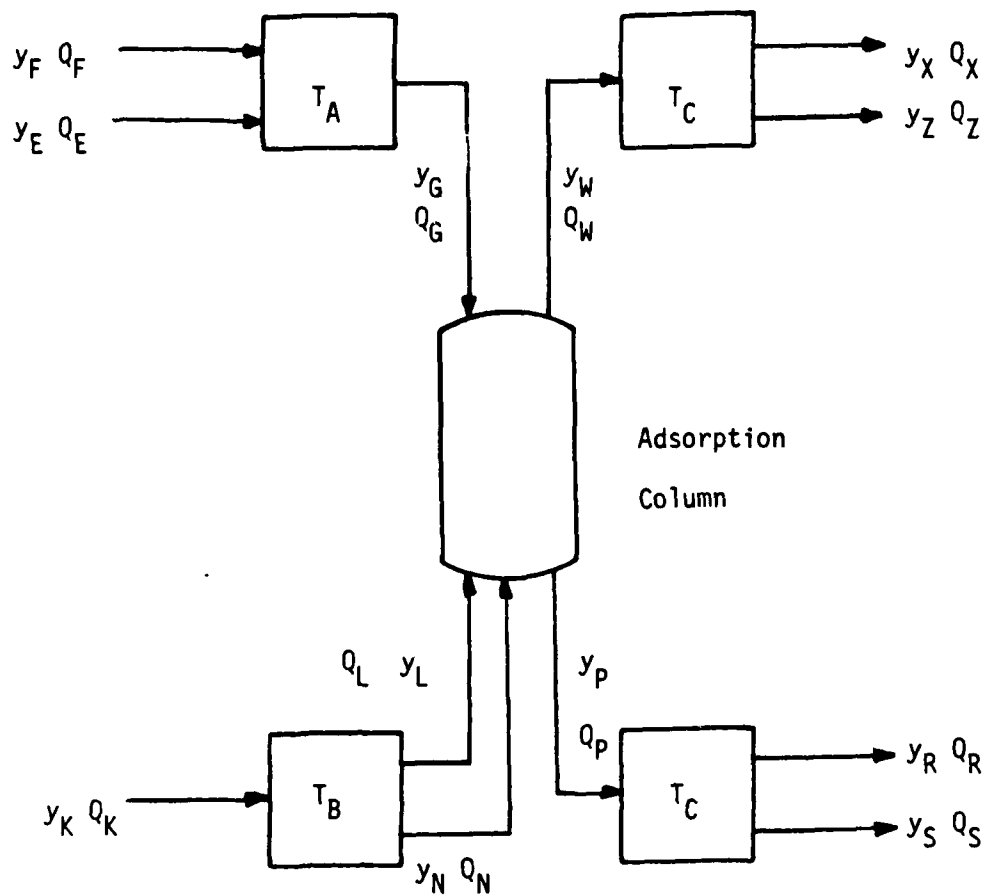 y_F Q_F
y_E Q_E
T_A
y_G
Q_G
y_W
Q_W
T_C
y_X Q_X
y_Z Q_Z
Adsorption
Column
Q_L y_L
y_P
Q_P
y_K Q_K
T_B
y_N Q_N
T_C
y_R Q_R
y_S Q_S